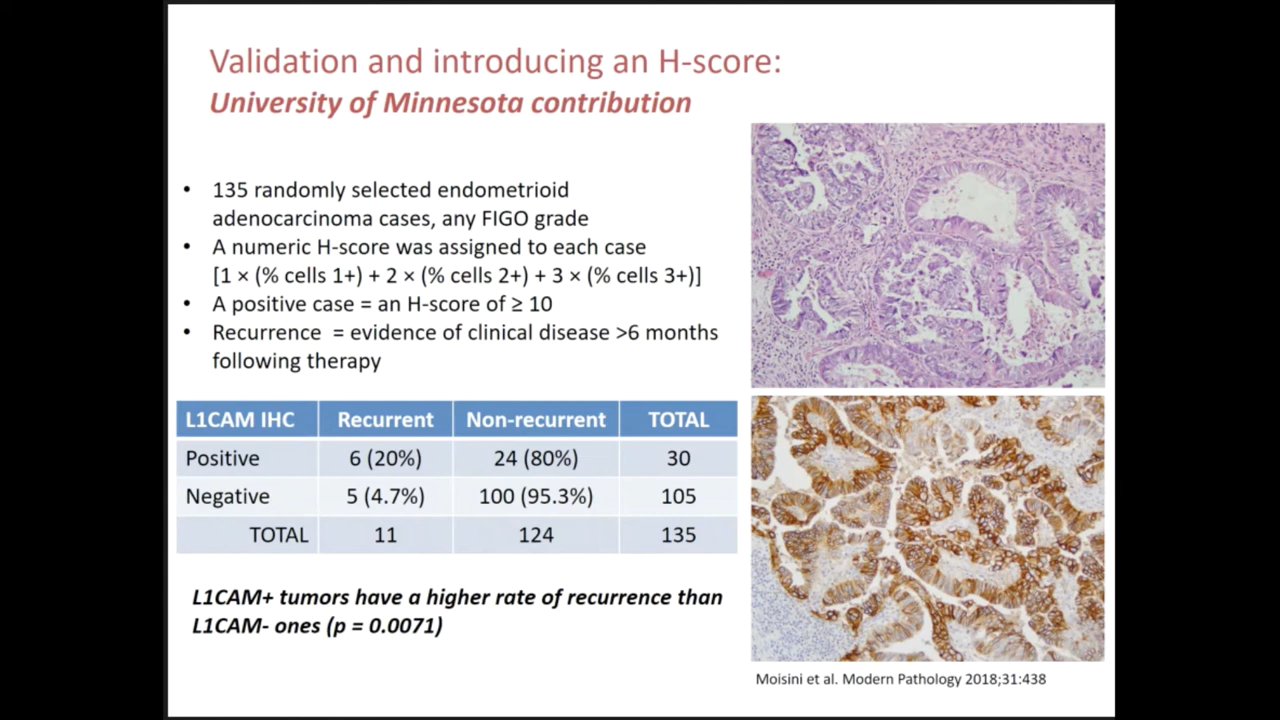 Validation and introducing an H-score:
University of Minnesota contribution
• 135 randomly selected endometrioid
adenocarcinoma cases, any FIGO grade
• A numeric H-score was assigned to each case
[1 × (% cells 1+) + 2 × (% cells 2+) + 3 × (% cells 3+)]
• A positive case = an H-score of ≥ 10
• Recurrence = evidence of clinical disease >6 months
following therapy
L1CAM IHC Recurrent Non-recurrent TOTAL
Positive 6 (20%) 24 (80%) 30
Negative 5 (4.7%) 100 (95.3%) 105
TOTAL 11 124 135
L1CAM+ tumors have a higher rate of recurrence than
L1CAM- ones (p = 0.0071)
Moisini et al. Modern Pathology 2018;31:438